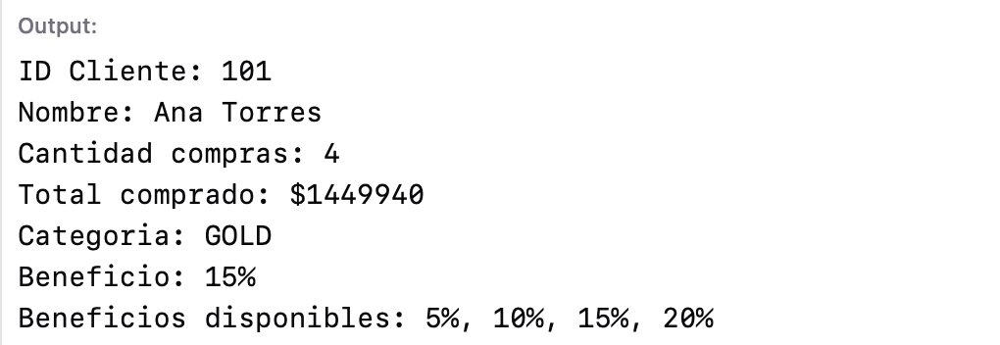 Output:
ID Cliente: 101
Nombre: Ana Torres
Cantidad compras: 4
Total comprado: $1449940
Categoria: GOLD
Beneficio: 15%
Beneficios disponibles: 5%, 10%, 15%, 20%